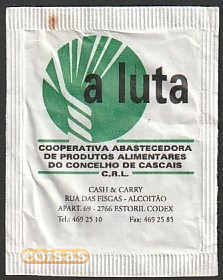 a luta
COOPERATIVA ABASTECEDORA
DE PRODUTOS ALIMENTARES
DO CONCELHO DE CASCAIS
C.R.L.
CASH & CARRY
RUA DAS FISGAS - ALCOITÃO
APART. 69 - 2766 ESTORIL CODEX
Tel.: 469 25 10 Fax: 469 25 85
coisas